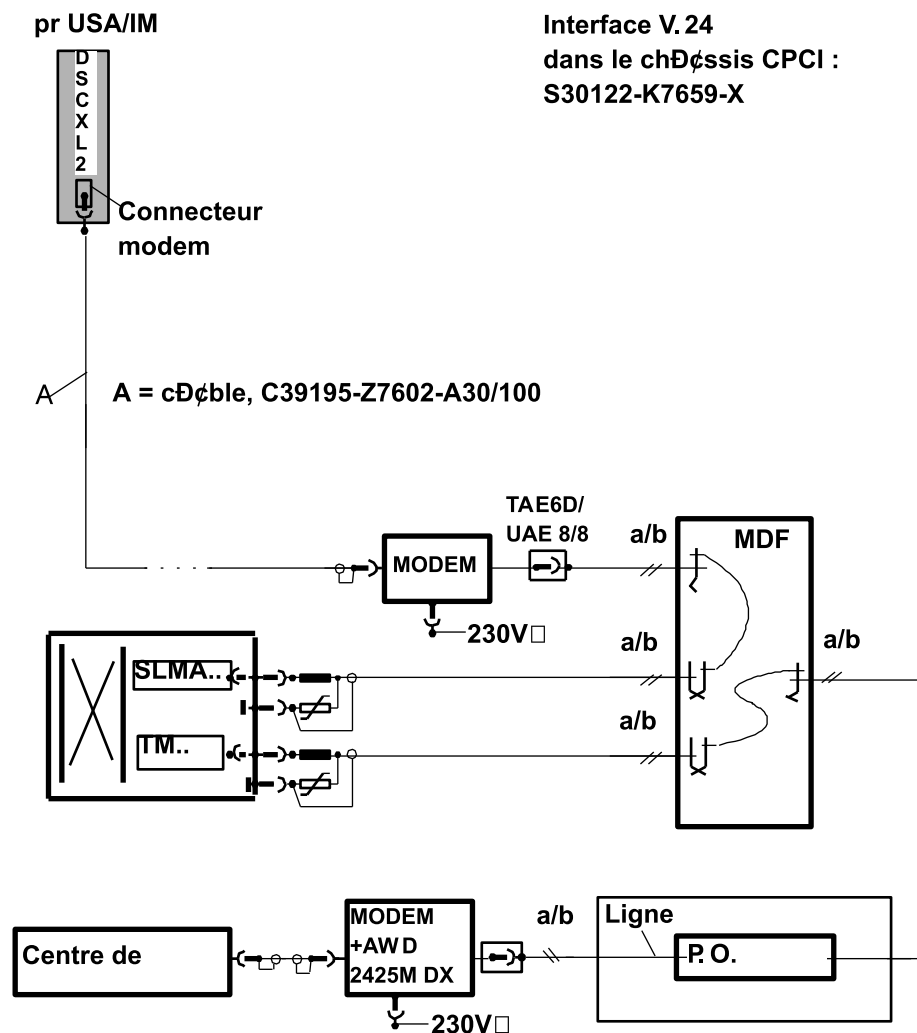 pr USA/IM
Interface V.24
dans le chÐ¢ssis CPCI :
S30122-K7659-X
D
S
C
X
L
2
Connecteur
modem
A
A = cÐ¢ble, C39195-Z7602-A30/100
TAE6D/
UAE 8/8
a/b
MDF
MODEM
230V□
a/b
a/b
SLMA..
a/b
TM..
MODEM
+AWD
2425M DX
a/b
Ligne
Centre de
P.O.
230V□